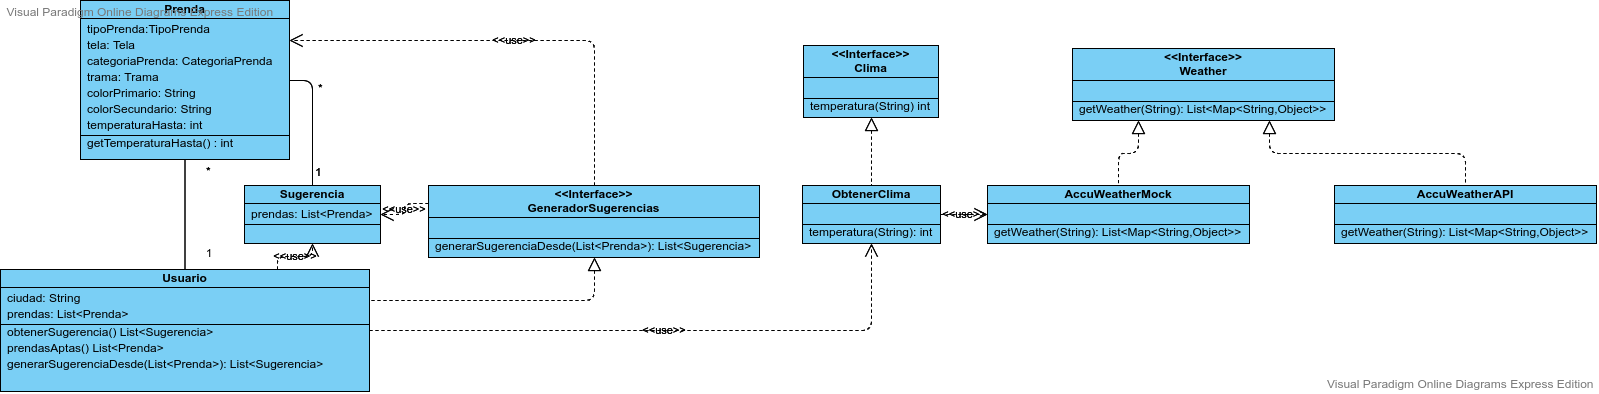 Visual Paradigm Online Diagrams Express Edition
Prenda
tipoPrenda:TipoPrenda
tela: Tela
categoriaPrenda: CategoriaPrenda
trama: Trama
colorPrimario: String
colorSecundario: String
temperaturaHasta: int
getTemperaturaHasta() : int
<<use>>
*
1
*
1
Sugerencia
prendas: List<Prenda>
<<use>>
<<Interface>>
GeneradorSugerencias
generarSugerenciaDesde(List<Prenda>): List<Sugerencia>
<<use>>
Usuario
ciudad: String
prendas: List<Prenda>
obtenerSugerencia() List<Sugerencia>
prendasAptas() List<Prenda>
generarSugerenciaDesde(List<Prenda>): List<Sugerencia>
<<use>>
<<Interface>>
Clima
temperatura(String) int
ObtenerClima
temperatura(String): int
<<use>>
<<Interface>>
Weather
getWeather(String): List<Map<String,Object>>
AccuWeatherMock
getWeather(String): List<Map<String,Object>>
AccuWeatherAPI
getWeather(String): List<Map<String,Object>>
Visual Paradigm Online Diagrams Express Edition